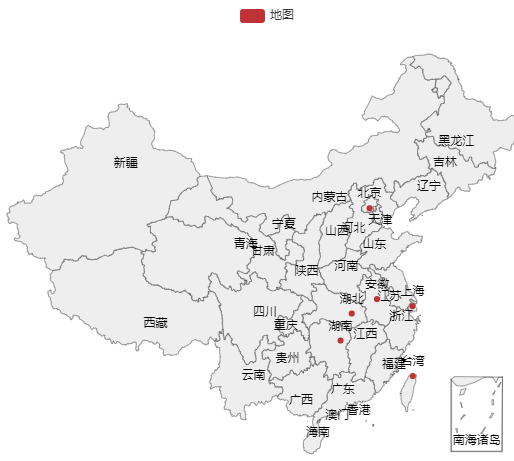 地图
黑龙江
吉林
新疆
辽宁
北京
内蒙古
天津
宁夏
山西
河北
青海
甘肃
山东
陕西
河南
安徽
江苏
上海
湖北
四川
浙江
重庆
湖南
江西
西藏
贵州
福建
台湾
云南
广东
广西
香港
澳门
海南
南海诸岛